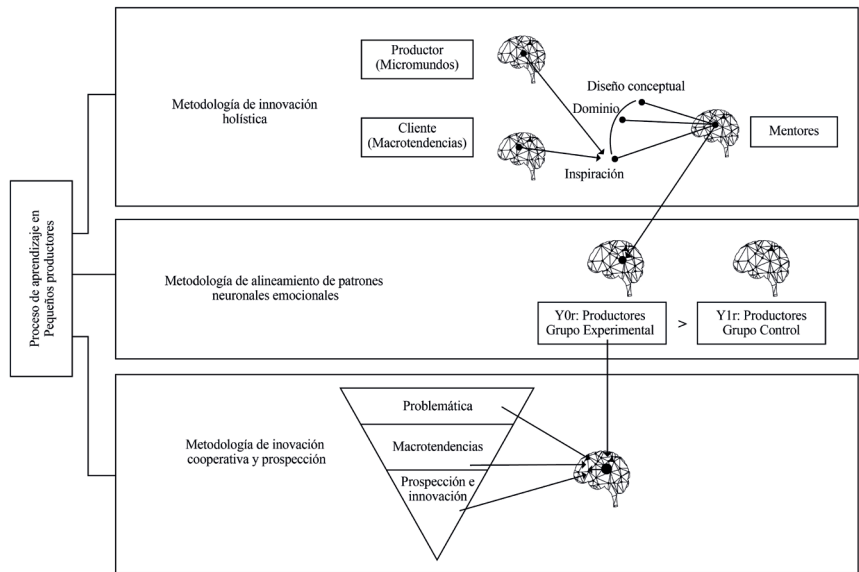 Proceso de aprendizaje en
Pequeños productores
Metodología de innovación
holística
Productor
(Micromundos)
Cliente
(Macrotendencias)
Diseño conceptual
Dominio
Inspiración
Mentores
Metodología de alineamiento de patrones
neuronales emocionales
Y0r: Productores
Grupo Experimental
>
Y1r: Productores
Grupo Control
Metodología de inovación
cooperativa y prospección
Problemática
Macrotendencias
Prospección e
innovación